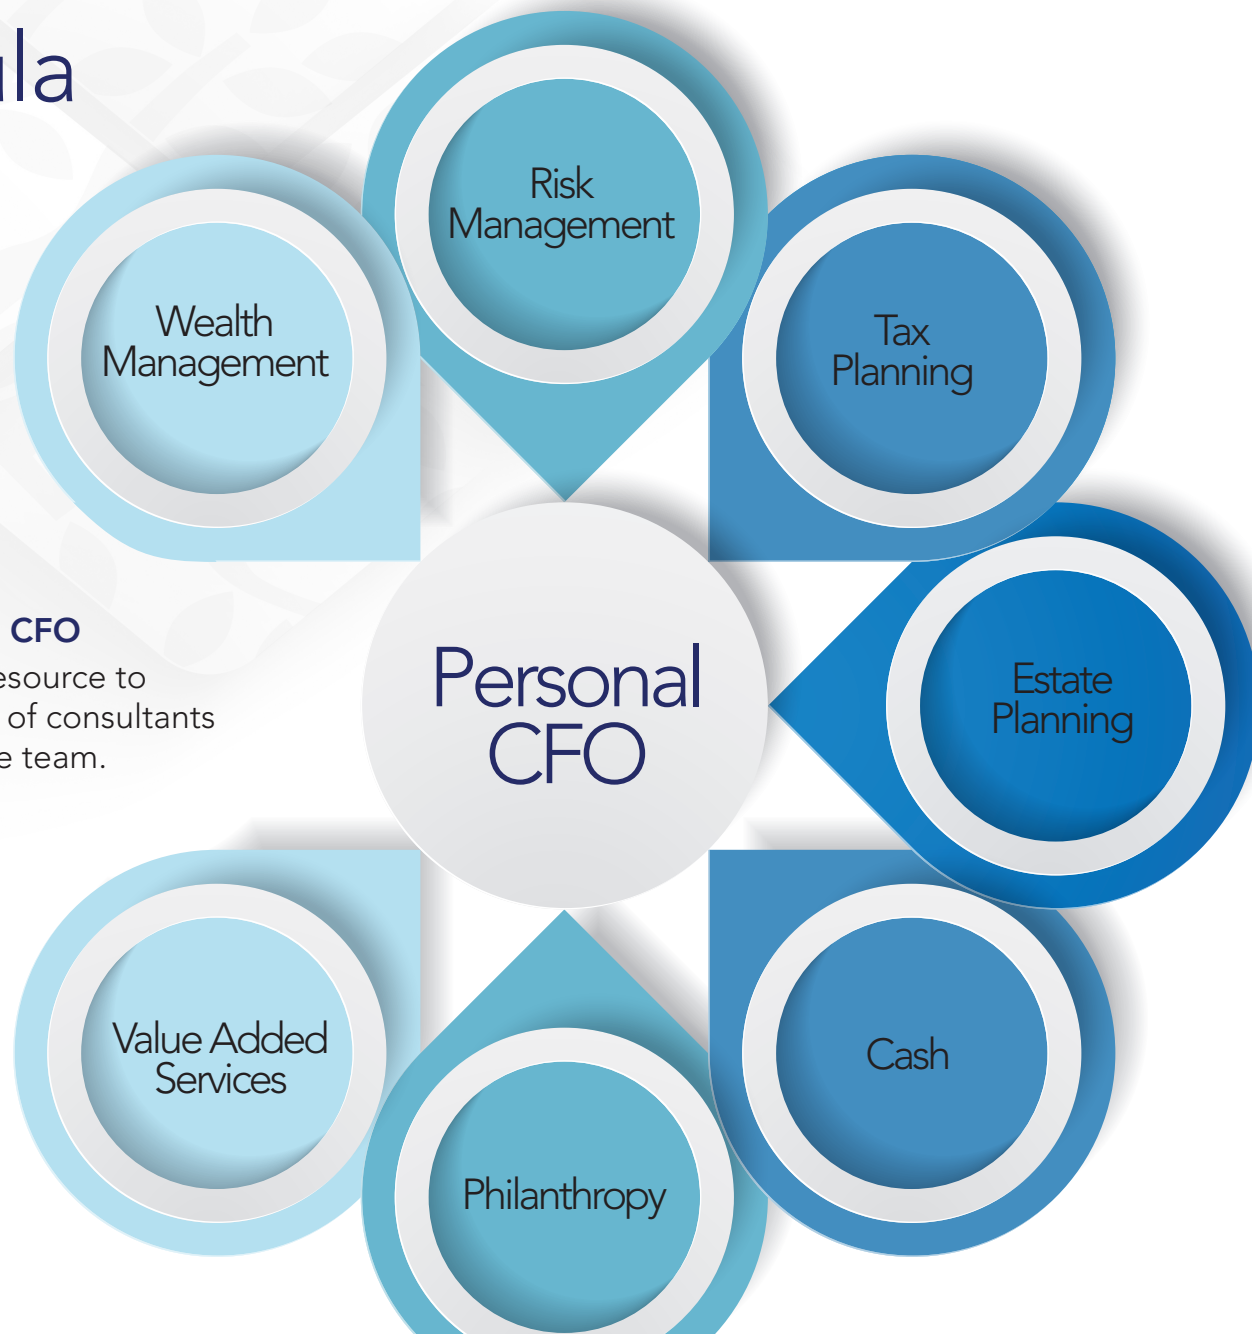 ula
Risk
Management
Wealth
Management
Tax
Planning
CFO
esource to
of consultants
e team.
Personal
CFO
Estate
Planning
Value Added
Services
Cash
Philanthropy